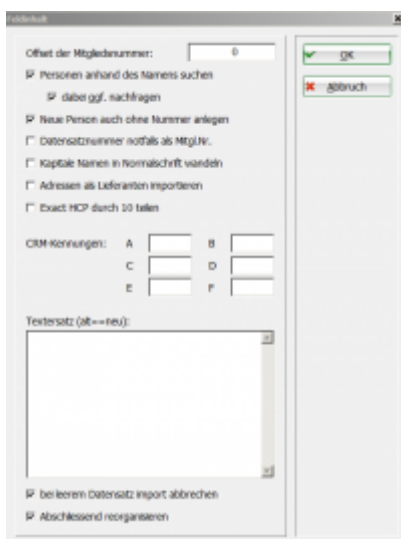 Feldinhalt
Offset der Mitgliedsnummer: 0
Personen anhand des Namens suchen
dabei ggf. nachfragen
Neue Person auch ohne Nummer anlegen
Datensatznummer notfalls als Mitgl.Nr.
Kapitale Namen in Normalschrift wandeln
Adressen als Lieferanten importieren
Exact HCP durch 10 teilen
CRM-Kennungen: A B
C D
E F
Textersatz (alt==neu):
bei leerem Datensatz import abbrechen
Abschliessend reorganisieren
OK
Abbruch